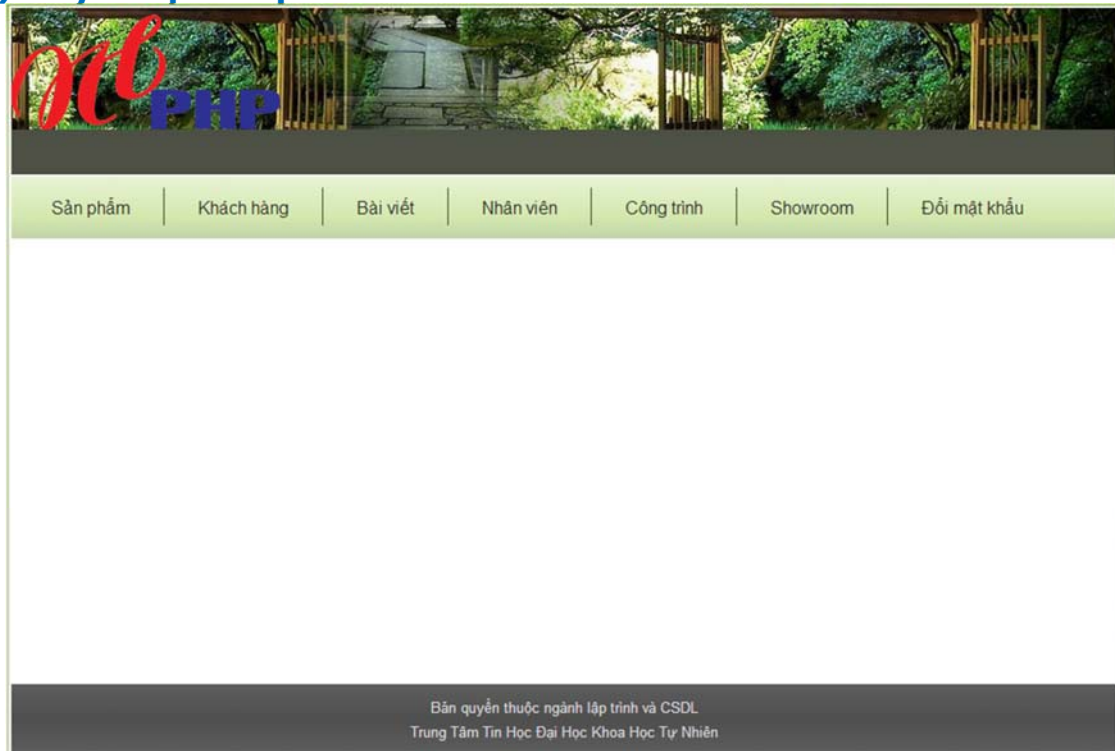 PHP
Sản phẩm Khách hàng Bài viết Nhân viên Công trình Showroom Đổi mật khẩu
Bản quyền thuộc ngành lập trình và CSDL
Trung Tâm Tin Học Đại Học Khoa Học Tự Nhiên